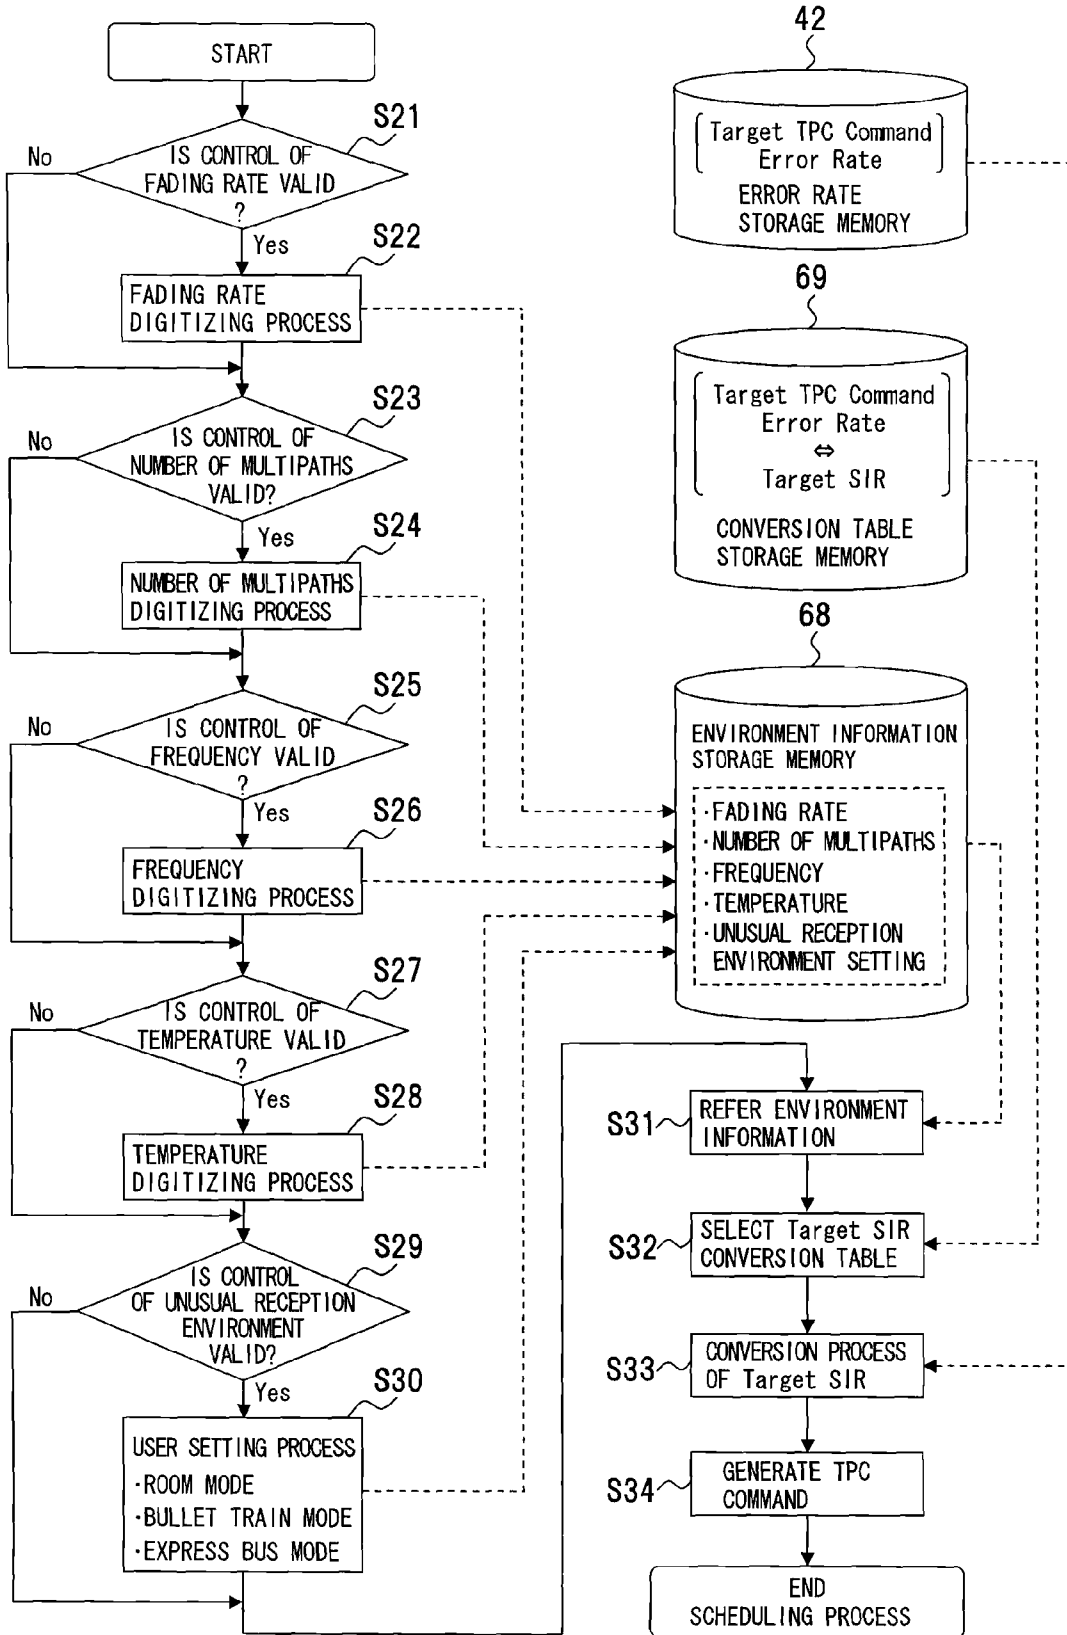 START
S21
No
IS CONTROL OF
FADING RATE VALID
?
Yes
S22
FADING RATE
DIGITIZING PROCESS
S23
No
IS CONTROL OF
NUMBER OF MULTIPATHS
VALID?
Yes
S24
NUMBER OF MULTIPATHS
DIGITIZING PROCESS
S25
No
IS CONTROL OF
FREQUENCY VALID
?
Yes
S26
FREQUENCY
DIGITIZING PROCESS
S27
No
IS CONTROL OF
TEMPERATURE VALID
?
Yes
S28
TEMPERATURE
DIGITIZING PROCESS
S29
No
IS CONTROL
OF UNUSUAL RECEPTION
ENVIRONMENT
VALID?
Yes
S30
USER SETTING PROCESS
·ROOM MODE
·BULLET TRAIN MODE
·EXPRESS BUS MODE
42
Target TPC Command
Error Rate
ERROR RATE
STORAGE MEMORY
69
Target TPC Command
Error Rate
⇔
Target SIR
CONVERSION TABLE
STORAGE MEMORY
68
ENVIRONMENT INFORMATION
STORAGE MEMORY
·FADING RATE
·NUMBER OF MULTIPATHS
·FREQUENCY
·TEMPERATURE
·UNUSUAL RECEPTION
ENVIRONMENT SETTING
S31
REFER ENVIRONMENT
INFORMATION
S32
SELECT Target SIR
CONVERSION TABLE
S33
CONVERSION PROCESS
OF Target SIR
S34
GENERATE TPC
COMMAND
END
SCHEDULING PROCESS